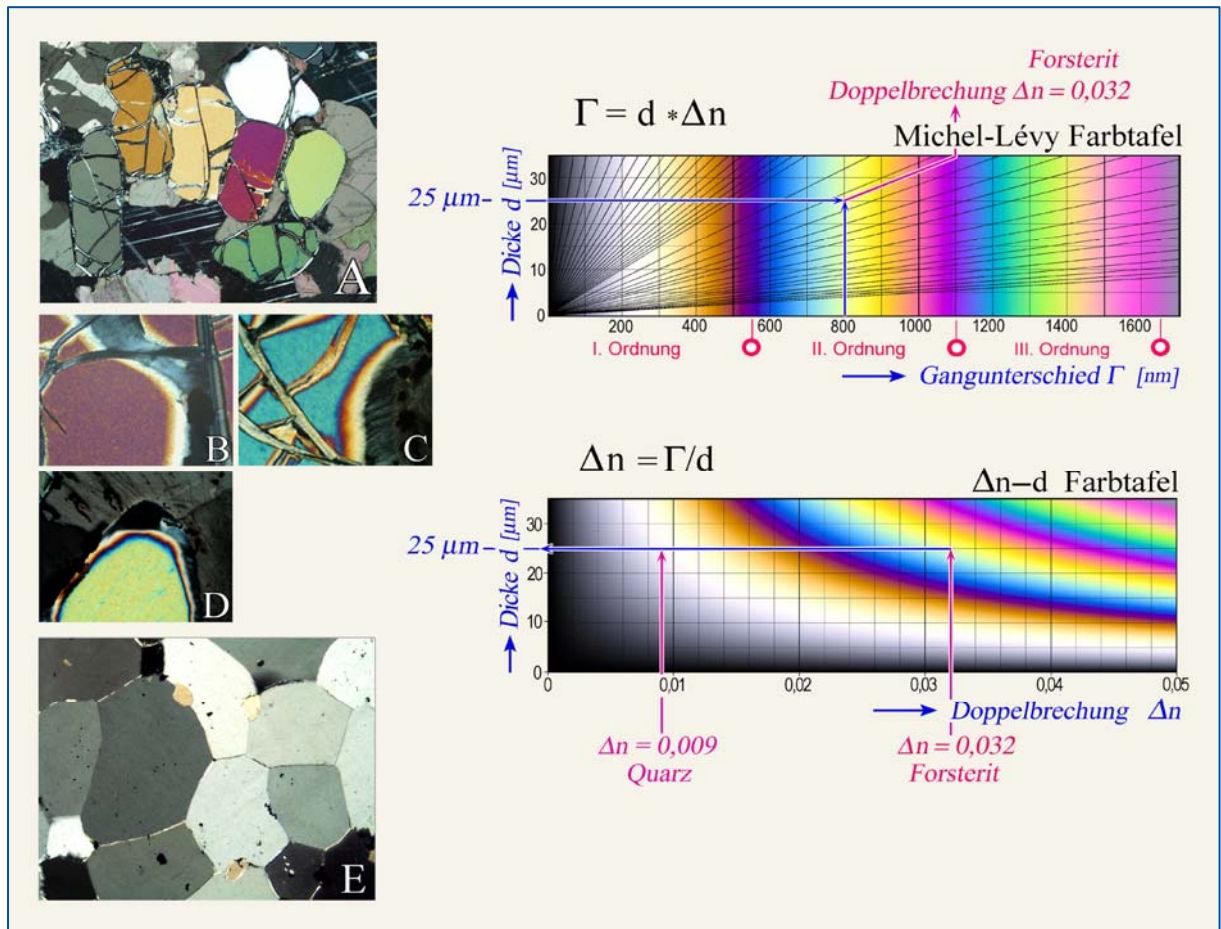 A
B
C
D
E
Γ = d * Δn
Forsterit
Doppelbrechung Δn = 0,032
Michel-Lévy Farbtafel
25 µm
Dicke d [µm]
30
20
10
0
200 400 600 800 1000 1200 1400 1600
I. Ordnung II. Ordnung III. Ordnung
Gangunterschied Γ [nm]
Δn = Γ/d
Δn–d Farbtafel
25 µm
Dicke d [µm]
30
20
10
0
0 0,01 0,02 0,03 0,04 0,05
Doppelbrechung Δn
Δn = 0,009
Quarz
Δn = 0,032
Forsterit